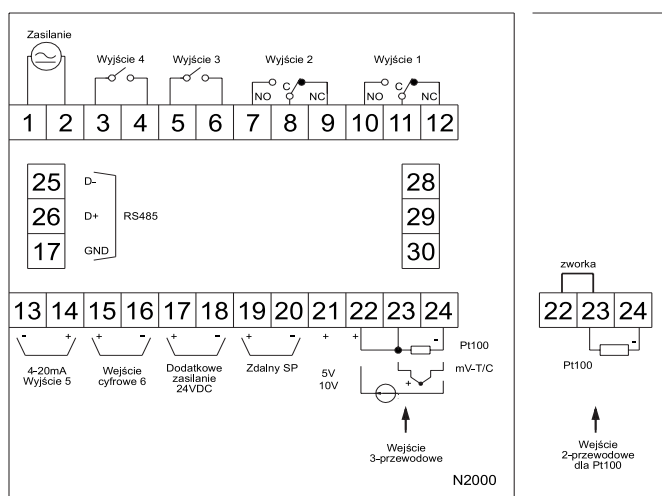 Zasilanie
Wyjście 4 Wyjście 3 Wyjście 2 Wyjście 1
NO C NC NO C NC
1 2 3 4 5 6 7 8 9 10 11 12
25 D-
26 D+ RS485
17 GND
28
29
30
13 14 15 16 17 18 19 20 21 22 23 24
- + + - + - + - + + -
4-20mA
Wyjście 5
Wejście
cyfrowe 6
Dodatkowe
zasilanie
24VDC
Zdalny SP
5V
10V
Pt100
mV-T/C
+
-
Wejście
3-przewodowe
N2000
zworka
22 23 24
-
Pt100
Wejście
2-przewodowe
dla Pt100